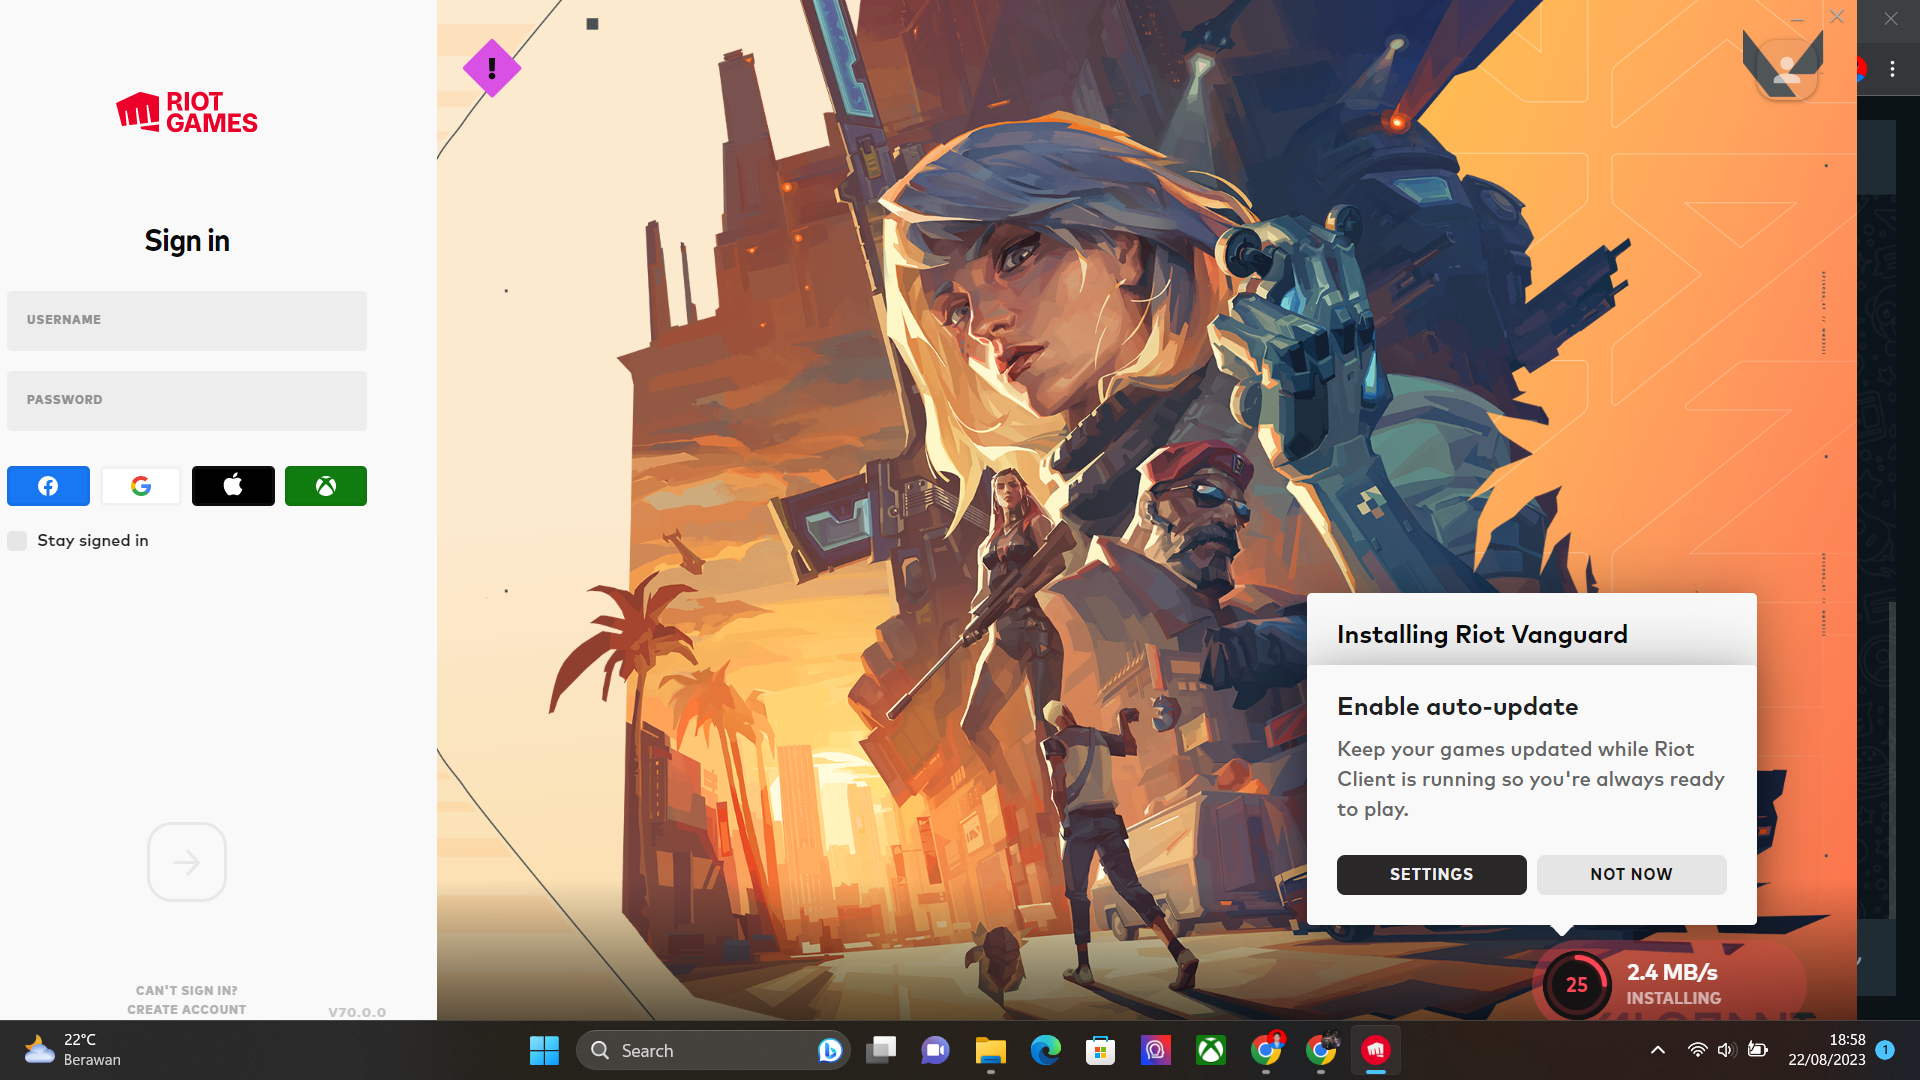 RIOT
GAMES
Sign in
USERNAME
PASSWORD
Stay signed in
CAN'T SIGN IN?
CREATE ACCOUNT
V70.0.0
!
Installing Riot Vanguard
Enable auto-update
Keep your games updated while Riot
Client is running so you're always ready
to play.
SETTINGS
NOT NOW
25
2.4 MB/s
INSTALLING
22°C
Berawan
Search
18:58
22/08/2023
1